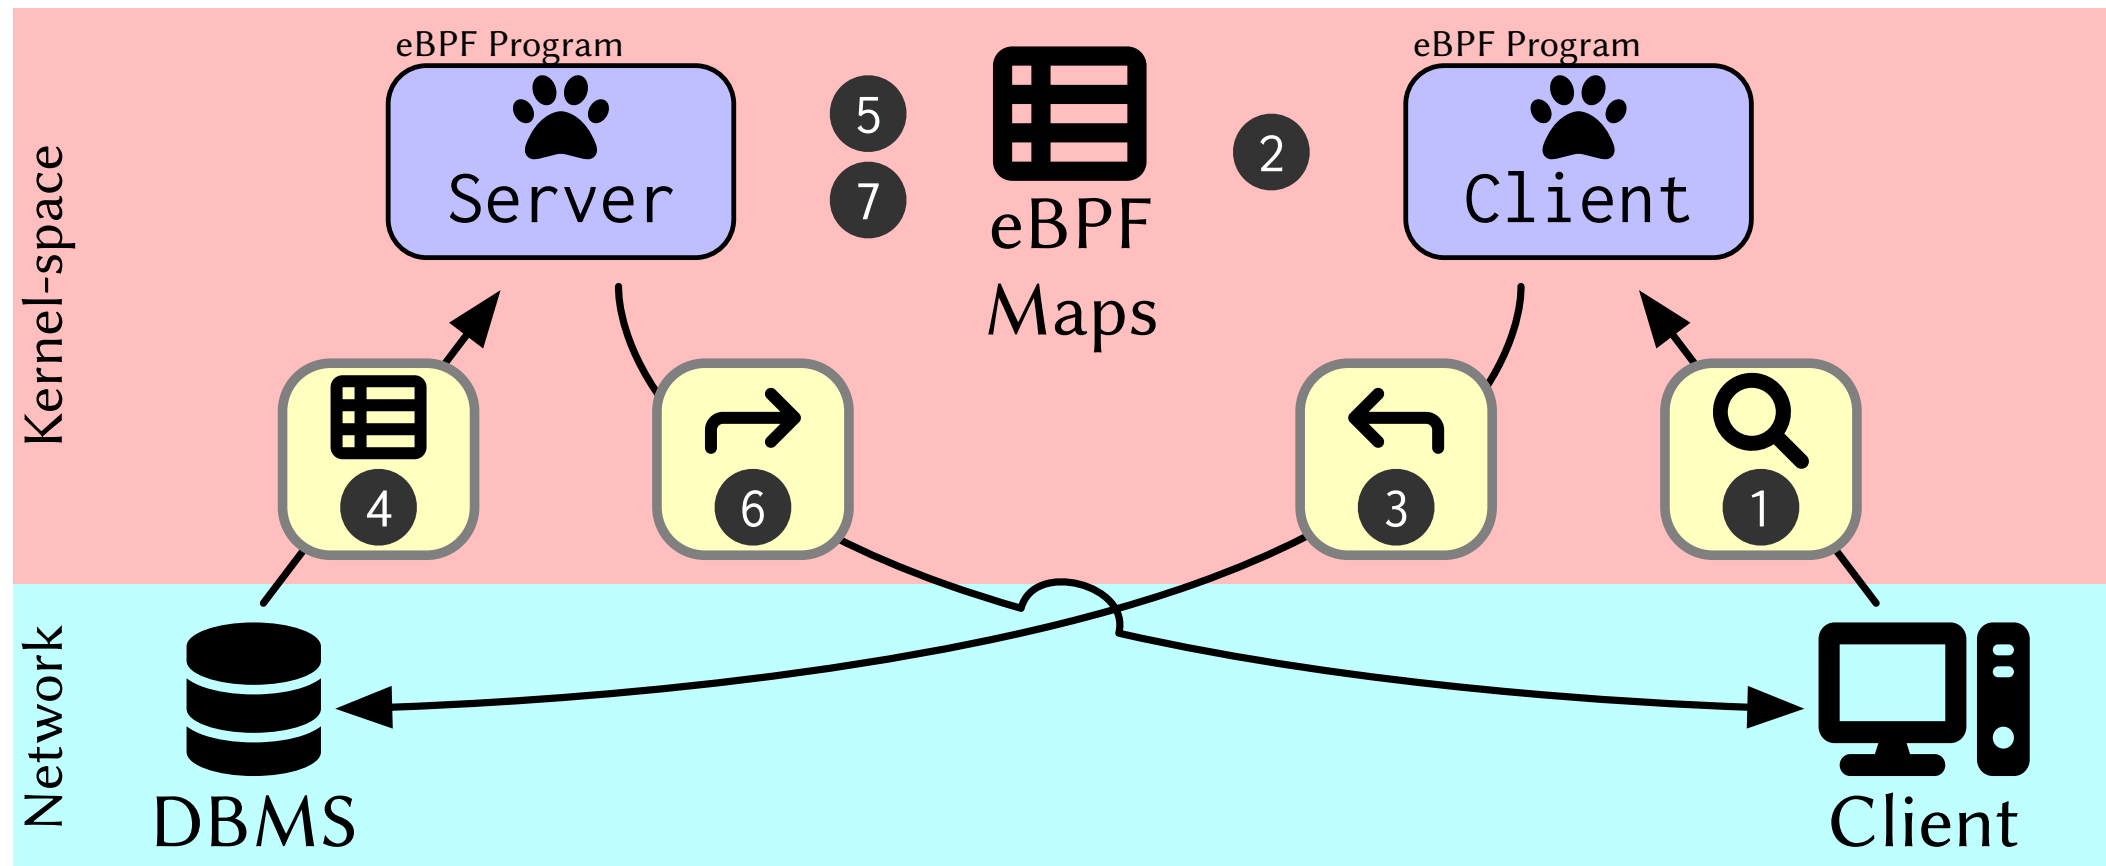 Kernel-space
eBPF Program
Server
5
7
eBPF
Maps
2
eBPF Program
Client
4
6
3
1
Network
DBMS
Client